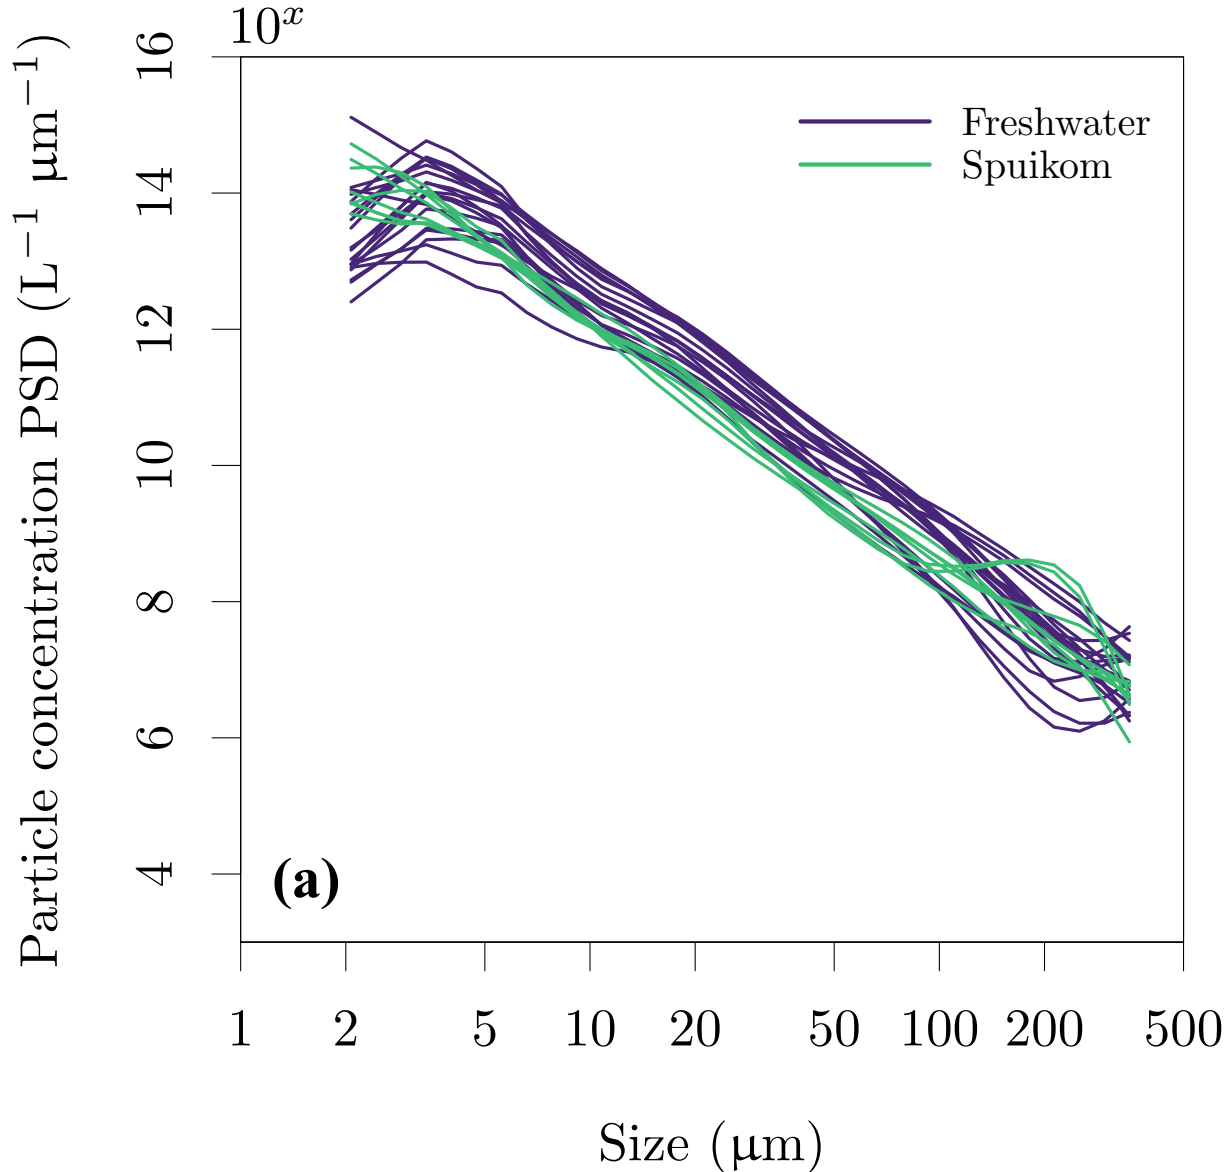 10ˣ
Particle concentration PSD (L⁻¹ μm⁻¹)
16
14
12
10
8
6
4
Freshwater
Spuikom
(a)
1 2 5 10 20 50 100 200 500
Size (μm)